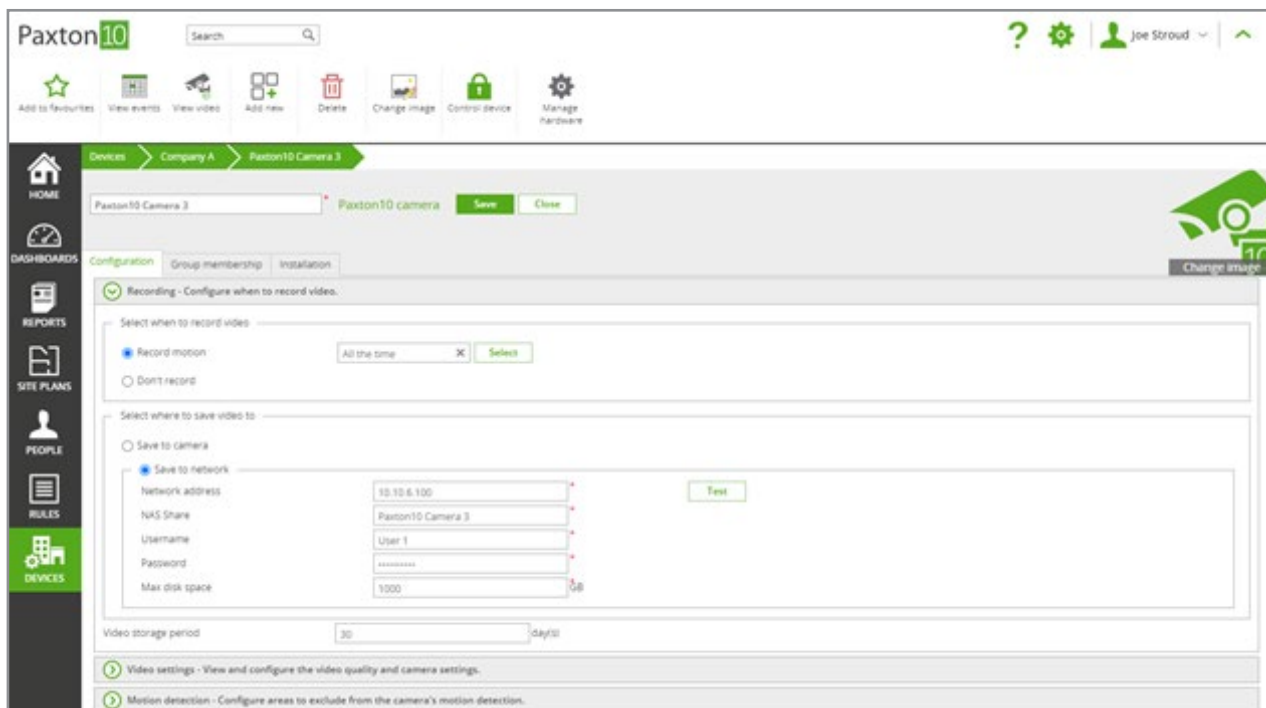 Paxton10
Search
? Joe Stroud
Add to favourites View events View video Add new Delete Change image Control device Manage hardware
Devices Company A Paxton10 Camera 3
HOME
Paxton10 Camera 3 * Paxton10 camera Save Close
10
Change image
DASHBOARDS
Configuration Group membership Installation
Recording - Configure when to record video.
REPORTS
Select when to record video
Record motion All the time X Select
Don't record
SITE PLANS
Select where to save video to
Save to camera
PEOPLE
Save to network
Network address 10.10.6.100 * Test
NAS Share Paxton10 Camera 3 *
RULES
Username User 1 *
Password --------- *
Max disk space 1000 * GB
DEVICES
Video storage period 30 day(s)
Video settings - View and configure the video quality and camera settings.
Motion detection - Configure areas to exclude from the camera's motion detection.